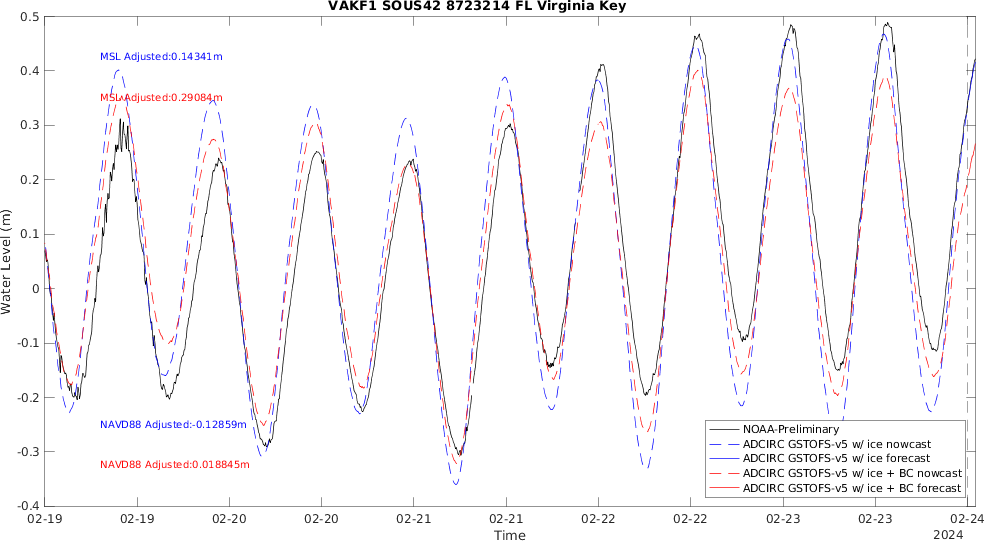 VAKF1 SOUS42 8723214 FL Virginia Key
0.5
0.4
0.3
0.2
0.1
0
-0.1
-0.2
-0.3
-0.4
Water Level (m)
MSL Adjusted:0.14341m
MSL Adjusted:0.29084m
NAVD88 Adjusted:-0.12859m
NAVD88 Adjusted:0.018845m
NOAA-Preliminary
ADCIRC GSTOFS-v5 w/ ice nowcast
ADCIRC GSTOFS-v5 w/ ice forecast
ADCIRC GSTOFS-v5 w/ ice + BC nowcast
ADCIRC GSTOFS-v5 w/ ice + BC forecast
02-19 02-19 02-20 02-20 02-21 02-21 02-22 02-22 02-23 02-23 02-24
Time
2024